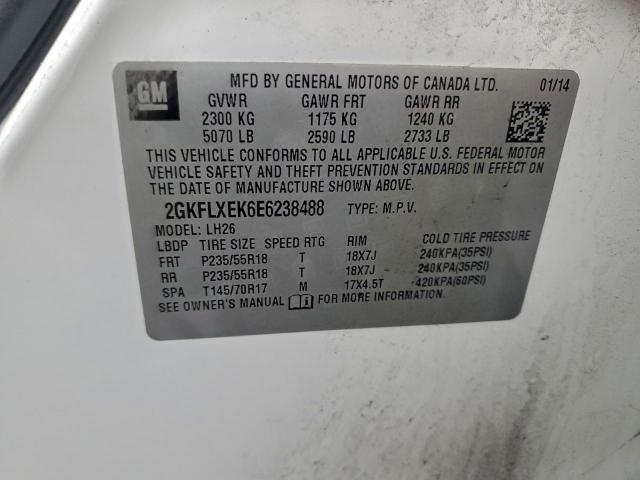 GM
MFD BY GENERAL MOTORS OF CANADA LTD. 01/14
GVWR GAWR FRT GAWR RR
2300 KG 1175 KG 1240 KG
5070 LB 2590 LB 2733 LB
THIS VEHICLE CONFORMS TO ALL APPLICABLE U.S. FEDERAL MOTOR
VEHICLE SAFETY AND THEFT PREVENTION STANDARDS IN EFFECT
ON THE DATE OF MANUFACTURE SHOWN ABOVE.
2GKFLXEK6E6238488 TYPE: M.P.V.
MODEL: LH26
LBDP TIRE SIZE SPEED RTG RIM COLD TIRE PRESSURE
FRT P235/55R18 T 18X7J 240KPA(35PSI)
RR P235/55R18 T 18X7J 240KPA(35PSI)
SPA T145/70R17 M 17X4.5T 420KPA(60PSI)
SEE OWNER'S MANUAL FOR MORE INFORMATION.